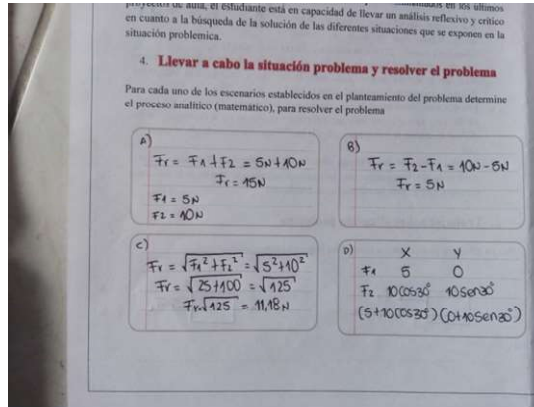 proyectos de aula, el estudiante está en capacidad de llevar un análisis reflexivo y crítico
en cuanto a la búsqueda de la solución de las diferentes situaciones que se exponen en la
situación problemica.
4. Llevar a cabo la situación problema y resolver el problema
Para cada uno de los escenarios establecidos en el planteamiento del problema determine
el proceso analítico (matemático), para resolver el problema
A)
Fr = F1+F2 = 5N+10N
Fr = 15N
F1 = 5N
F2 = 10N
B)
Fr = F2-F1 = 10N-5N
Fr = 5N
C)
Fr = √F1²+F2² = √5²+10²
Fr = √25+100 = √125
Fr=√125 = 11,18N
D) X Y
F1 5 0
F2 10cos30° 10sen30°
(5+10cos30°)(0+10sen30°)